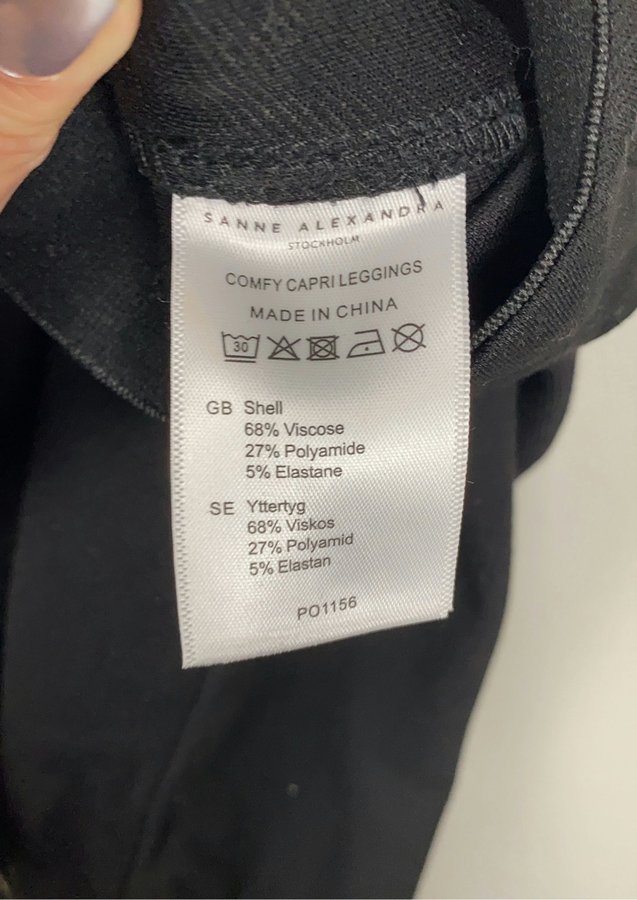 SANNE ALEXANDRA
STOCKHOLM
COMFY CAPRI LEGGINGS
MADE IN CHINA
30
GB Shell
68% Viscose
27% Polyamide
5% Elastane
SE Yttertyg
68% Viskos
27% Polyamid
5% Elastan
PO1156